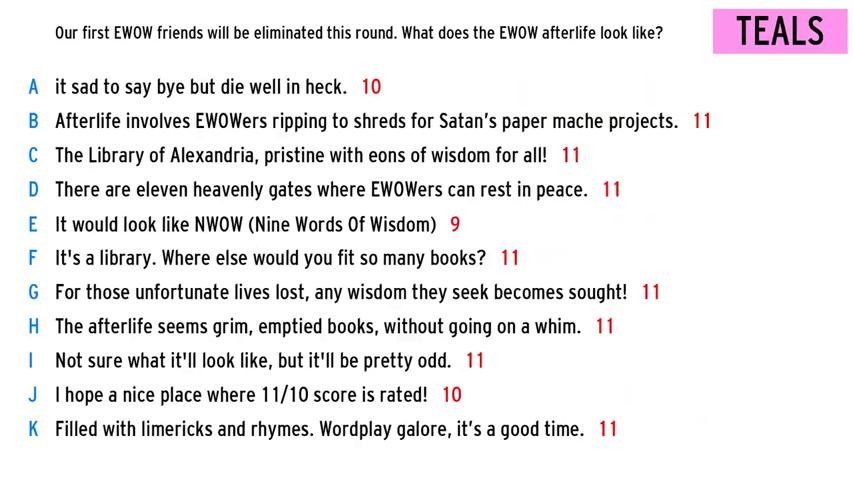 Our first EWOW friends will be eliminated this round. What does the EWOW afterlife look like?
TEALS
A it sad to say bye but die well in heck. 10
B Afterlife involves EWOWers ripping to shreds for Satan's paper mache projects. 11
C The Library of Alexandria, pristine with eons of wisdom for all! 11
D There are eleven heavenly gates where EWOWers can rest in peace. 11
E It would look like NWOW (Nine Words Of Wisdom) 9
F It's a library. Where else would you fit so many books? 11
G For those unfortunate lives lost, any wisdom they seek becomes sought! 11
H The afterlife seems grim, emptied books, without going on a whim. 11
I Not sure what it'll look like, but it'll be pretty odd. 11
J I hope a nice place where 11/10 score is rated! 10
K Filled with limericks and rhymes. Wordplay galore, it’s a good time. 11